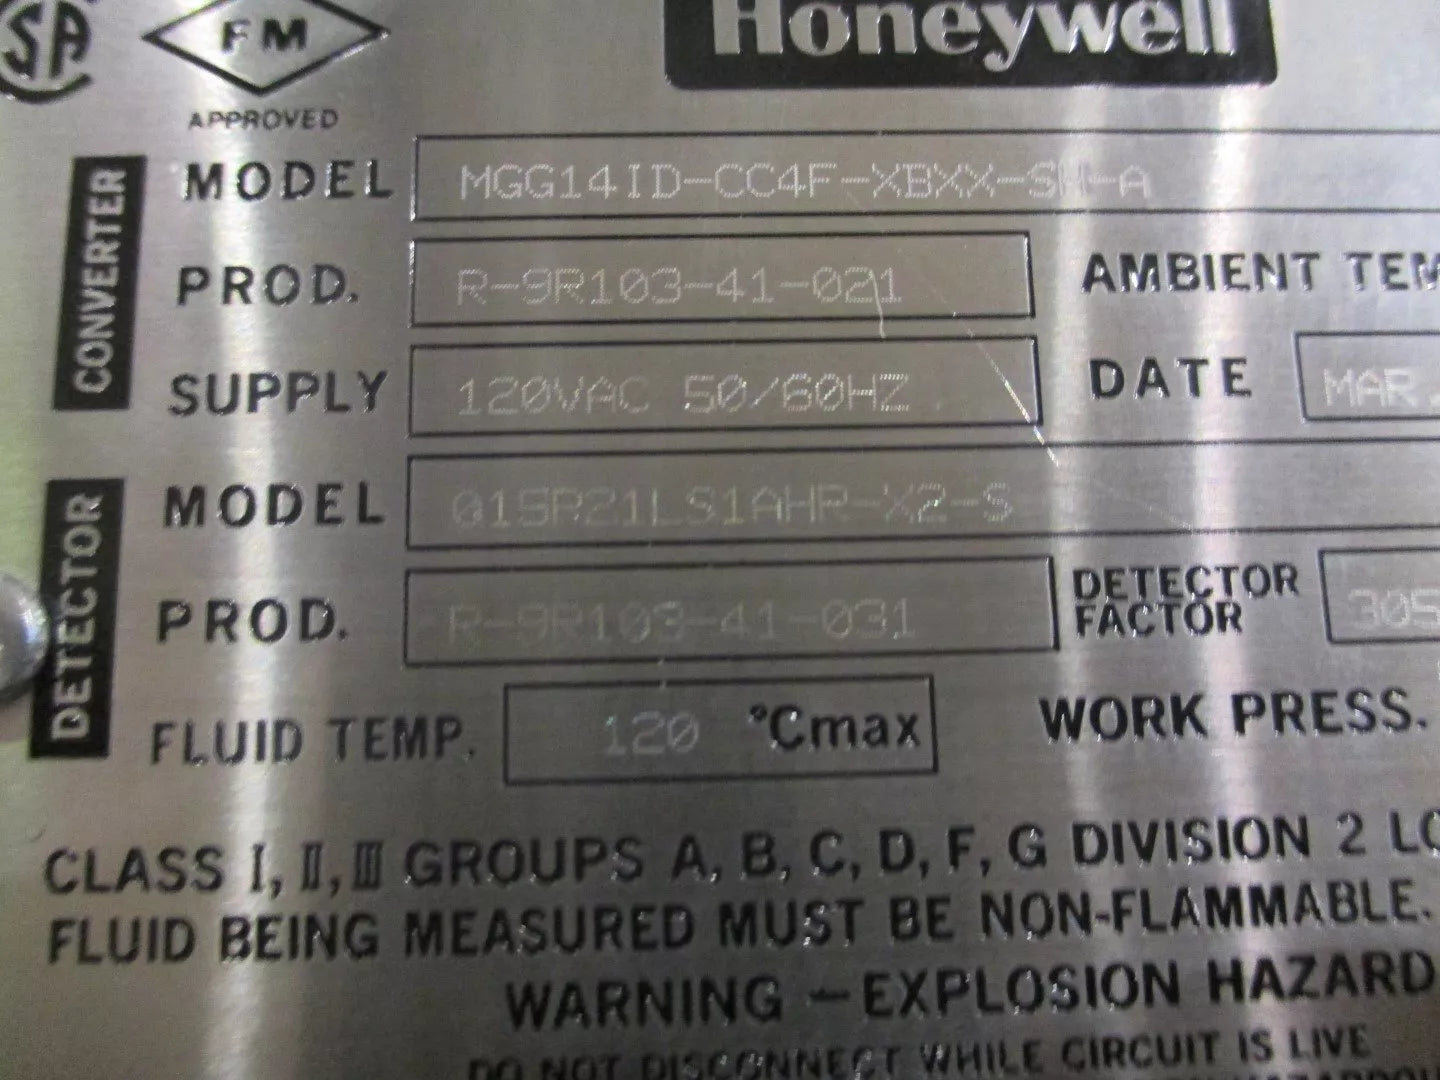 SA FM Honeywell
APPROVED
CONVERTER
MODEL MGG14ID-CC4F-XBXX-S -A
PROD. R-9R103-41-021 AMBIENT TEM
SUPPLY 120VAC 50/60HZ DATE MAR.
DETECTOR
MODEL 015R21LS1AHR-X2-S
PROD. R-9R103-41-031 DETECTOR FACTOR 305
FLUID TEMP. 120 °Cmax WORK PRESS.
CLASS I, II, III GROUPS A, B, C, D, F, G DIVISION 2 LO
FLUID BEING MEASURED MUST BE NON-FLAMMABLE.
WARNING - EXPLOSION HAZARD
DO NOT DISCONNECT WHILE CIRCUIT IS LIVE